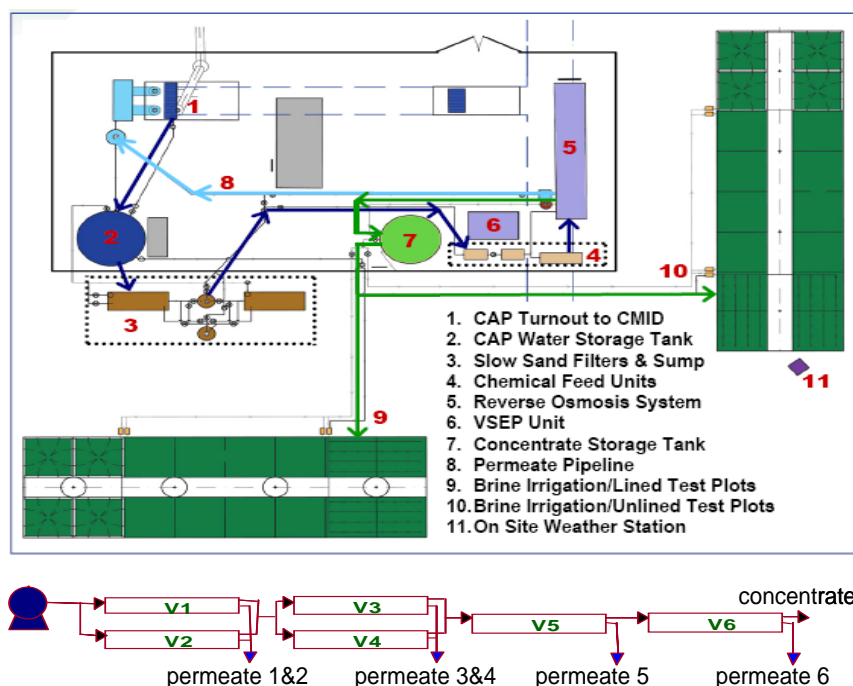 1
8
5
2
6
7
4
3
10
11
9
1. CAP Turnout to CMID
2. CAP Water Storage Tank
3. Slow Sand Filters & Sump
4. Chemical Feed Units
5. Reverse Osmosis System
6. VSEP Unit
7. Concentrate Storage Tank
8. Permeate Pipeline
9. Brine Irrigation/Lined Test Plots
10. Brine Irrigation/Unlined Test Plots
11. On Site Weather Station
V1 V3 concentrate
V2 V4 V5 V6
permeate 1&2 permeate 3&4 permeate 5 permeate 6